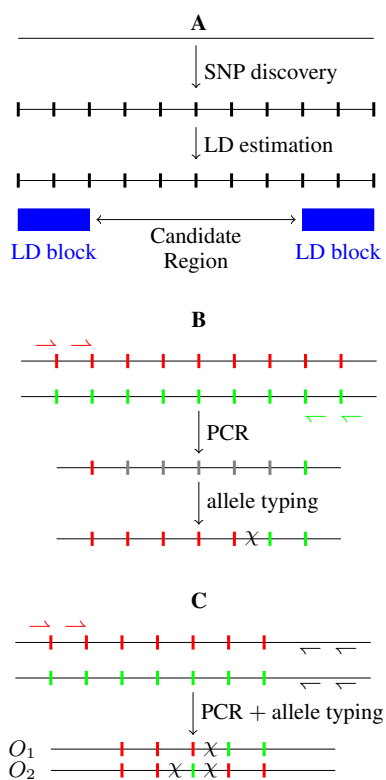 A
SNP discovery
LD estimation
Candidate
Region
LD block
LD block
B
PCR
allele typing
χ
C
PCR + allele typing
O₁ χ
O₂ χ χ